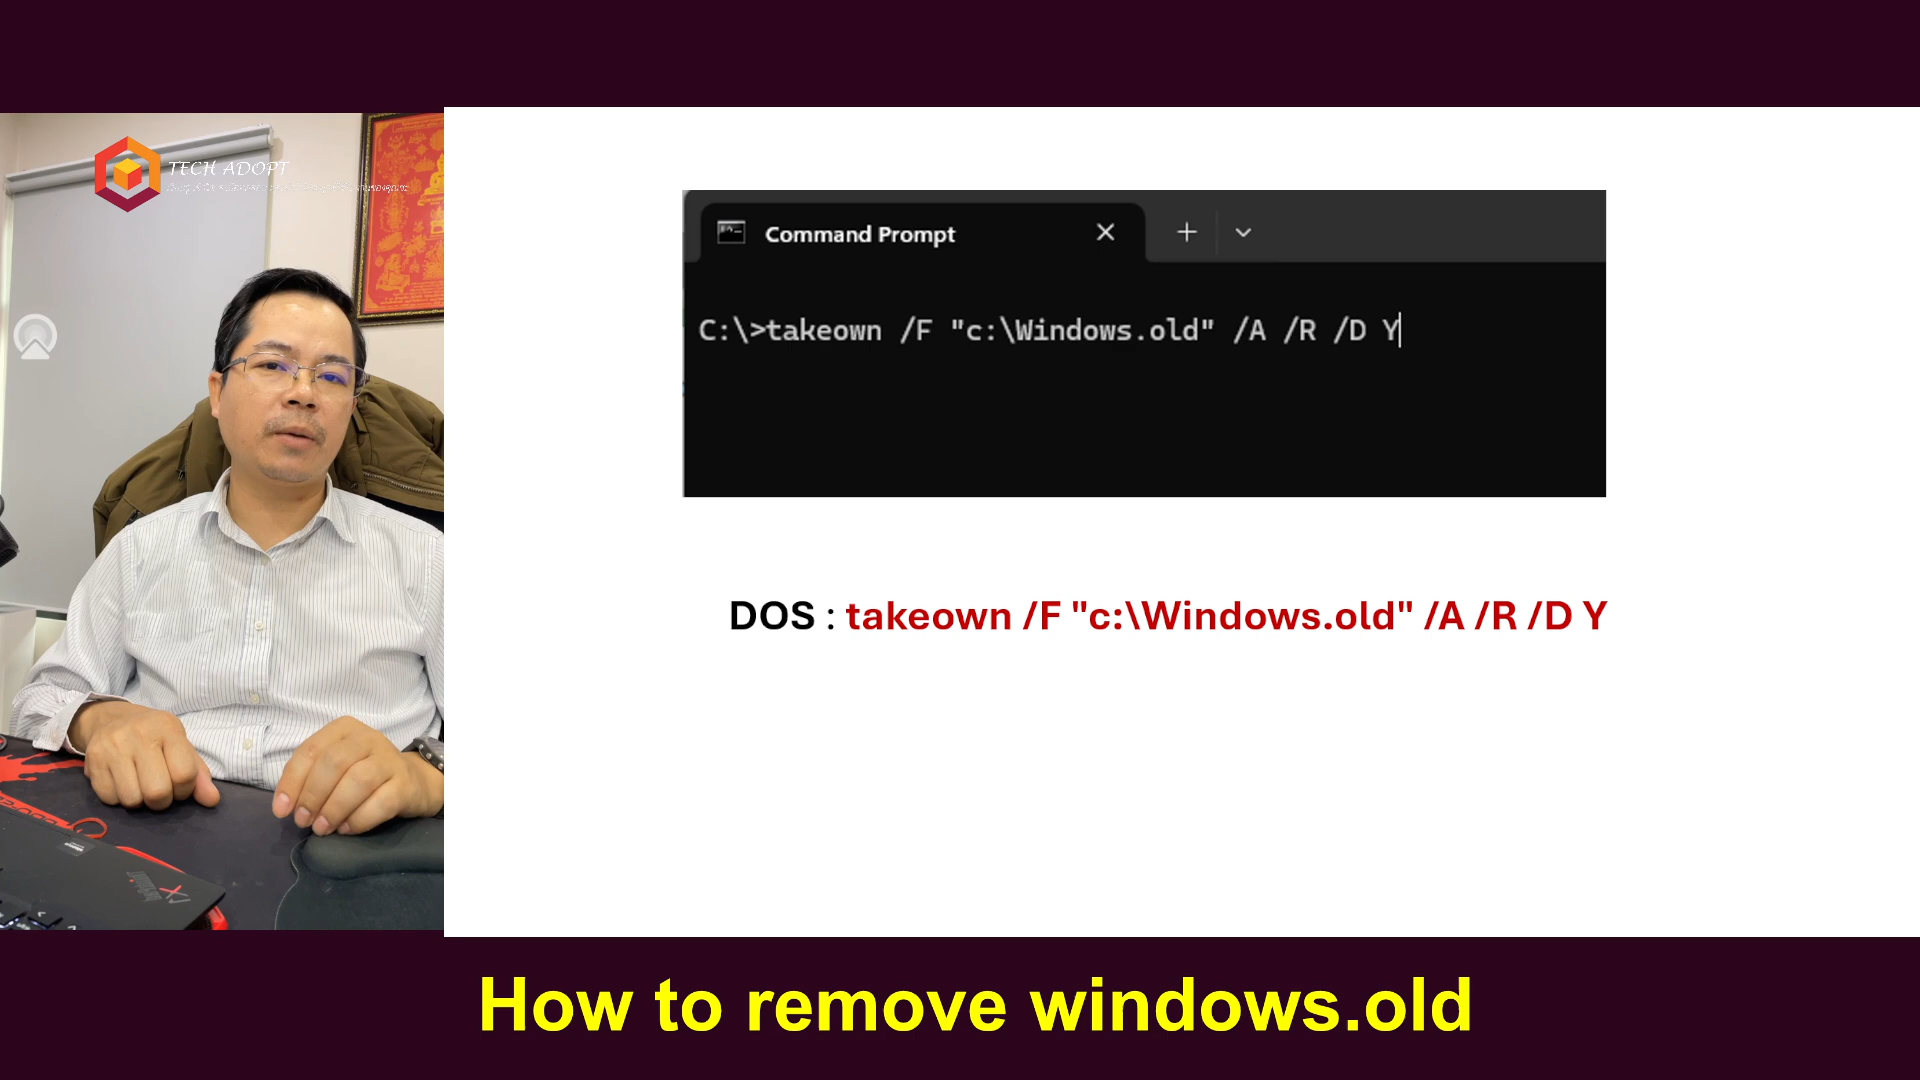 TECH ADOPT
Command Prompt
C:\>takeown /F "c:\Windows.old" /A /R /D Y
DOS : takeown /F "c:\Windows.old" /A /R /D Y
How to remove windows.old